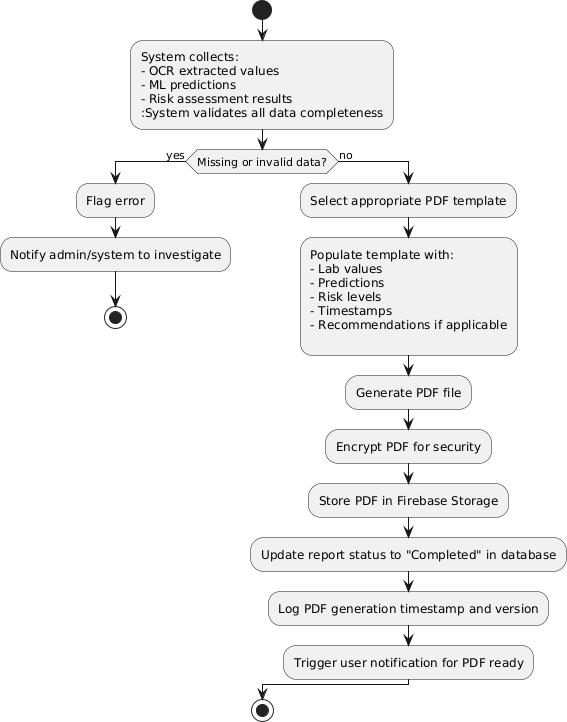 System collects:
- OCR extracted values
- ML predictions
- Risk assessment results
:System validates all data completeness
yes
Missing or invalid data?
no
Flag error
Notify admin/system to investigate
Select appropriate PDF template
Populate template with:
- Lab values
- Predictions
- Risk levels
- Timestamps
- Recommendations if applicable
Generate PDF file
Encrypt PDF for security
Store PDF in Firebase Storage
Update report status to "Completed" in database
Log PDF generation timestamp and version
Trigger user notification for PDF ready